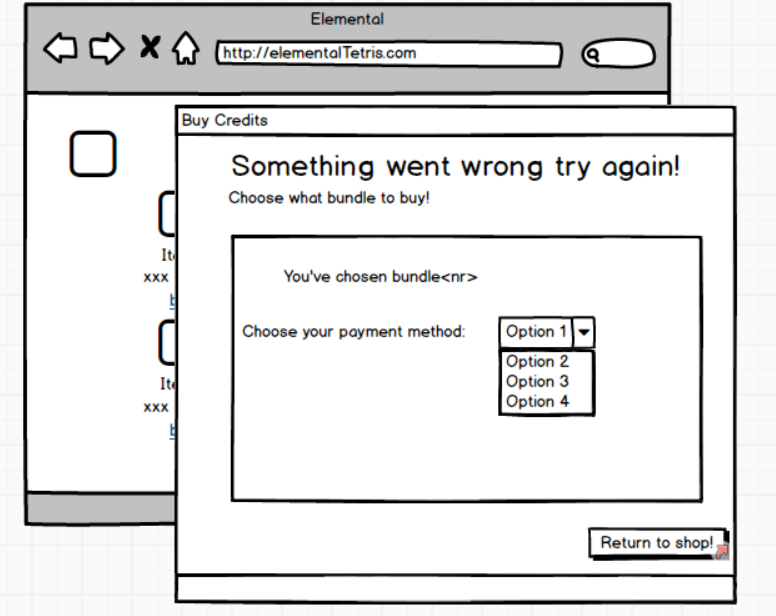 Elemental
http://elementalTetris.com
Buy Credits
Something went wrong try again!
Choose what bundle to buy!
You've chosen bundle<nr>
Choose your payment method:
Option 1
Option 2
Option 3
Option 4
xxx
xxx
Return to shop!